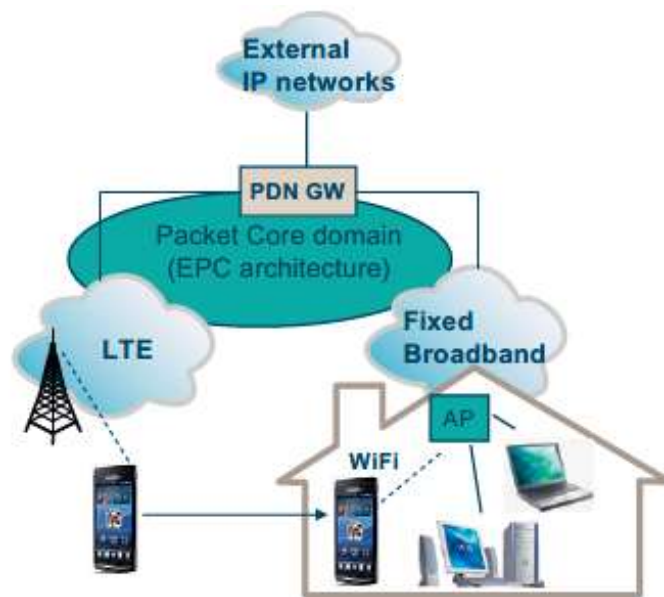 External
IP networks
PDN GW
Packet Core domain
(EPC architecture)
LTE
Fixed
Broadband
AP
WiFi